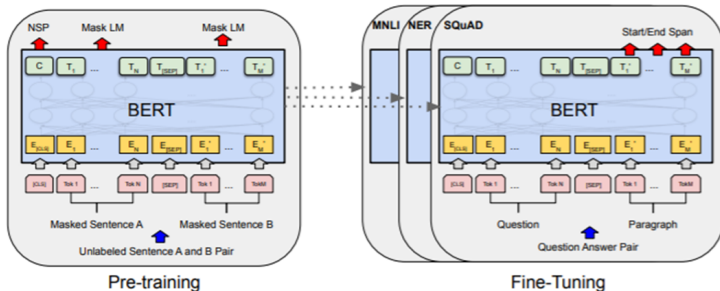 NSP Mask LM Mask LM
C T1 ... TN T[SEP] T1' ... TM'
BERT
E[CLS] E1 ... EN E[SEP] E1' ... EM'
[CLS] Tok 1 ... Tok N [SEP] Tok 1 ... TokM
Masked Sentence A Masked Sentence B
Unlabeled Sentence A and B Pair
Pre-training
MNLI NER SQuAD
Start/End Span
C T1 ... TN T[SEP] T1' ... TM'
BERT
E[CLS] E1 ... EN E[SEP] E1' ... EM'
[CLS] Tok 1 ... Tok N [SEP] Tok 1 ... TokM
Question Paragraph
Question Answer Pair
Fine-Tuning